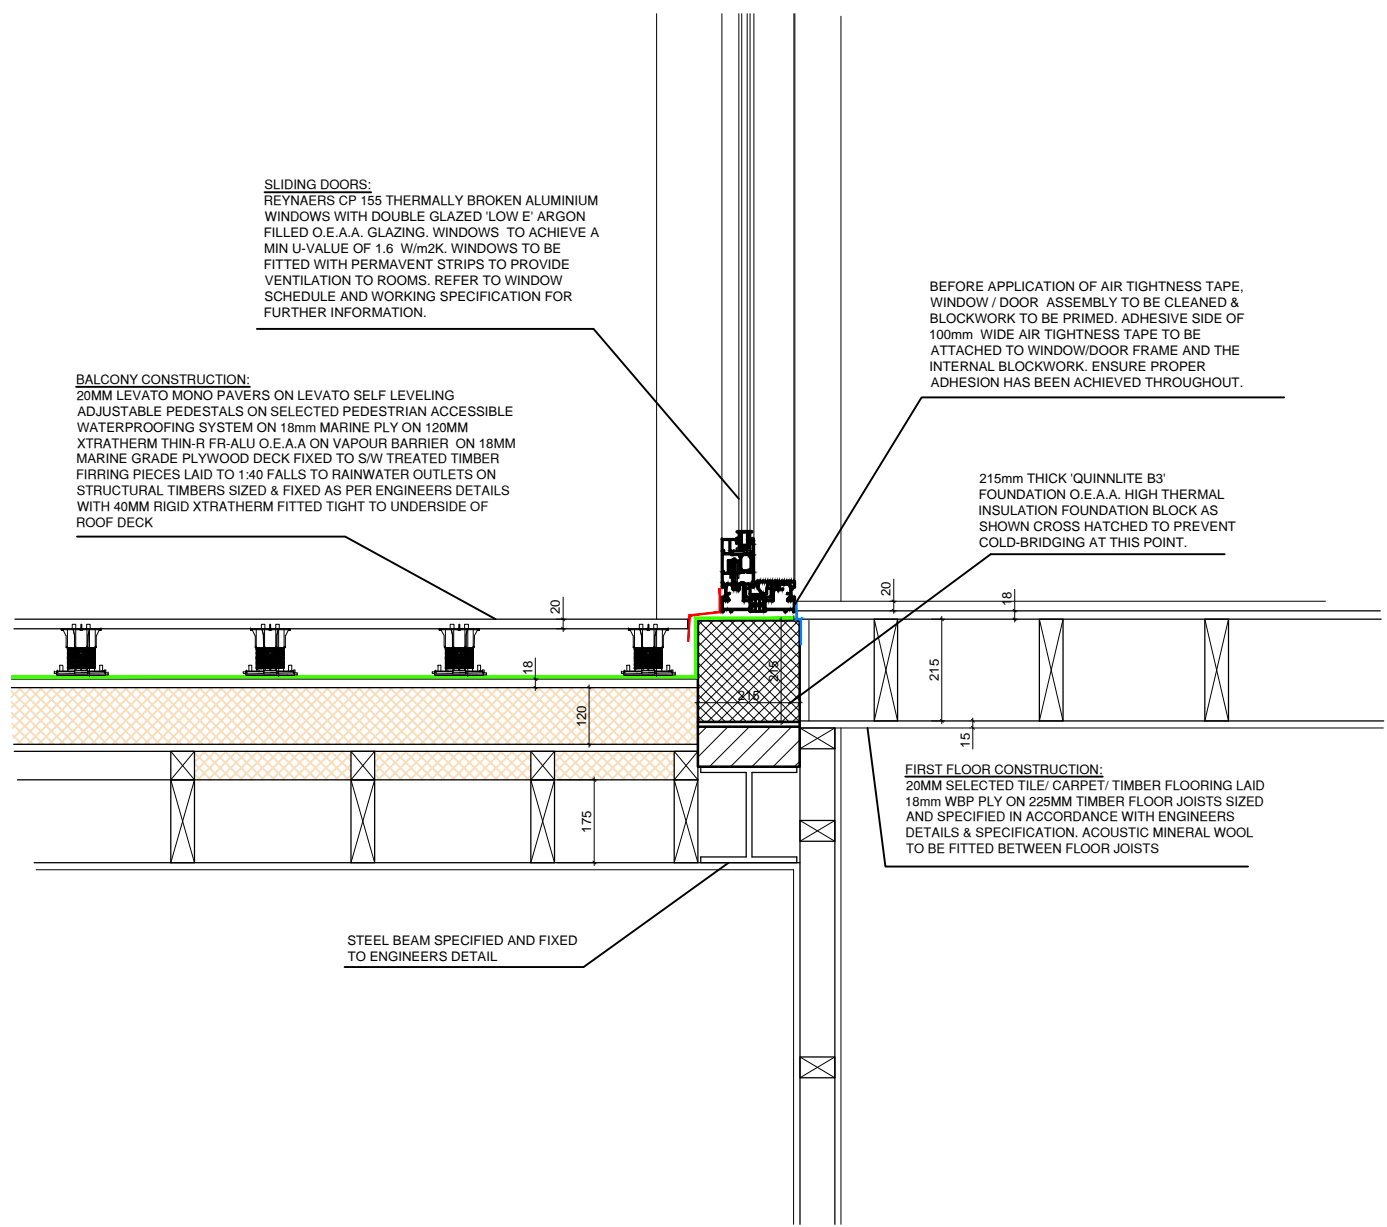 SLIDING DOORS:
REYNAERS CP 155 THERMALLY BROKEN ALUMINIUM
WINDOWS WITH DOUBLE GLAZED 'LOW E' ARGON
FILLED O.E.A.A. GLAZING. WINDOWS TO ACHIEVE A
MIN U-VALUE OF 1.6 W/m2K. WINDOWS TO BE
FITTED WITH PERMAVENT STRIPS TO PROVIDE
VENTILATION TO ROOMS. REFER TO WINDOW
SCHEDULE AND WORKING SPECIFICATION FOR
FURTHER INFORMATION.
BEFORE APPLICATION OF AIR TIGHTNESS TAPE,
WINDOW / DOOR ASSEMBLY TO BE CLEANED &
BLOCKWORK TO BE PRIMED. ADHESIVE SIDE OF
100mm WIDE AIR TIGHTNESS TAPE TO BE
ATTACHED TO WINDOW/DOOR FRAME AND THE
INTERNAL BLOCKWORK. ENSURE PROPER
ADHESION HAS BEEN ACHIEVED THROUGHOUT.
BALCONY CONSTRUCTION:
20MM LEVATO MONO PAVERS ON LEVATO SELF LEVELING
ADJUSTABLE PEDESTALS ON SELECTED PEDESTRIAN ACCESSIBLE
WATERPROOFING SYSTEM ON 18mm MARINE PLY ON 120MM
XTRATHERM THIN-R FR-ALU O.E.A.A ON VAPOUR BARRIER ON 18MM
MARINE GRADE PLYWOOD DECK FIXED TO S/W TREATED TIMBER
FIRRING PIECES LAID TO 1:40 FALLS TO RAINWATER OUTLETS ON
STRUCTURAL TIMBERS SIZED & FIXED AS PER ENGINEERS DETAILS
WITH 40MM RIGID XTRATHERM FITTED TIGHT TO UNDERSIDE OF
ROOF DECK
215mm THICK 'QUINNLITE B3'
FOUNDATION O.E.A.A. HIGH THERMAL
INSULATION FOUNDATION BLOCK AS
SHOWN CROSS HATCHED TO PREVENT
COLD-BRIDGING AT THIS POINT.
20
18
20
18
215
215
215
120
15
175
FIRST FLOOR CONSTRUCTION:
20MM SELECTED TILE/ CARPET/ TIMBER FLOORING LAID
18mm WBP PLY ON 225MM TIMBER FLOOR JOISTS SIZED
AND SPECIFIED IN ACCORDANCE WITH ENGINEERS
DETAILS & SPECIFICATION. ACOUSTIC MINERAL WOOL
TO BE FITTED BETWEEN FLOOR JOISTS
STEEL BEAM SPECIFIED AND FIXED
TO ENGINEERS DETAIL